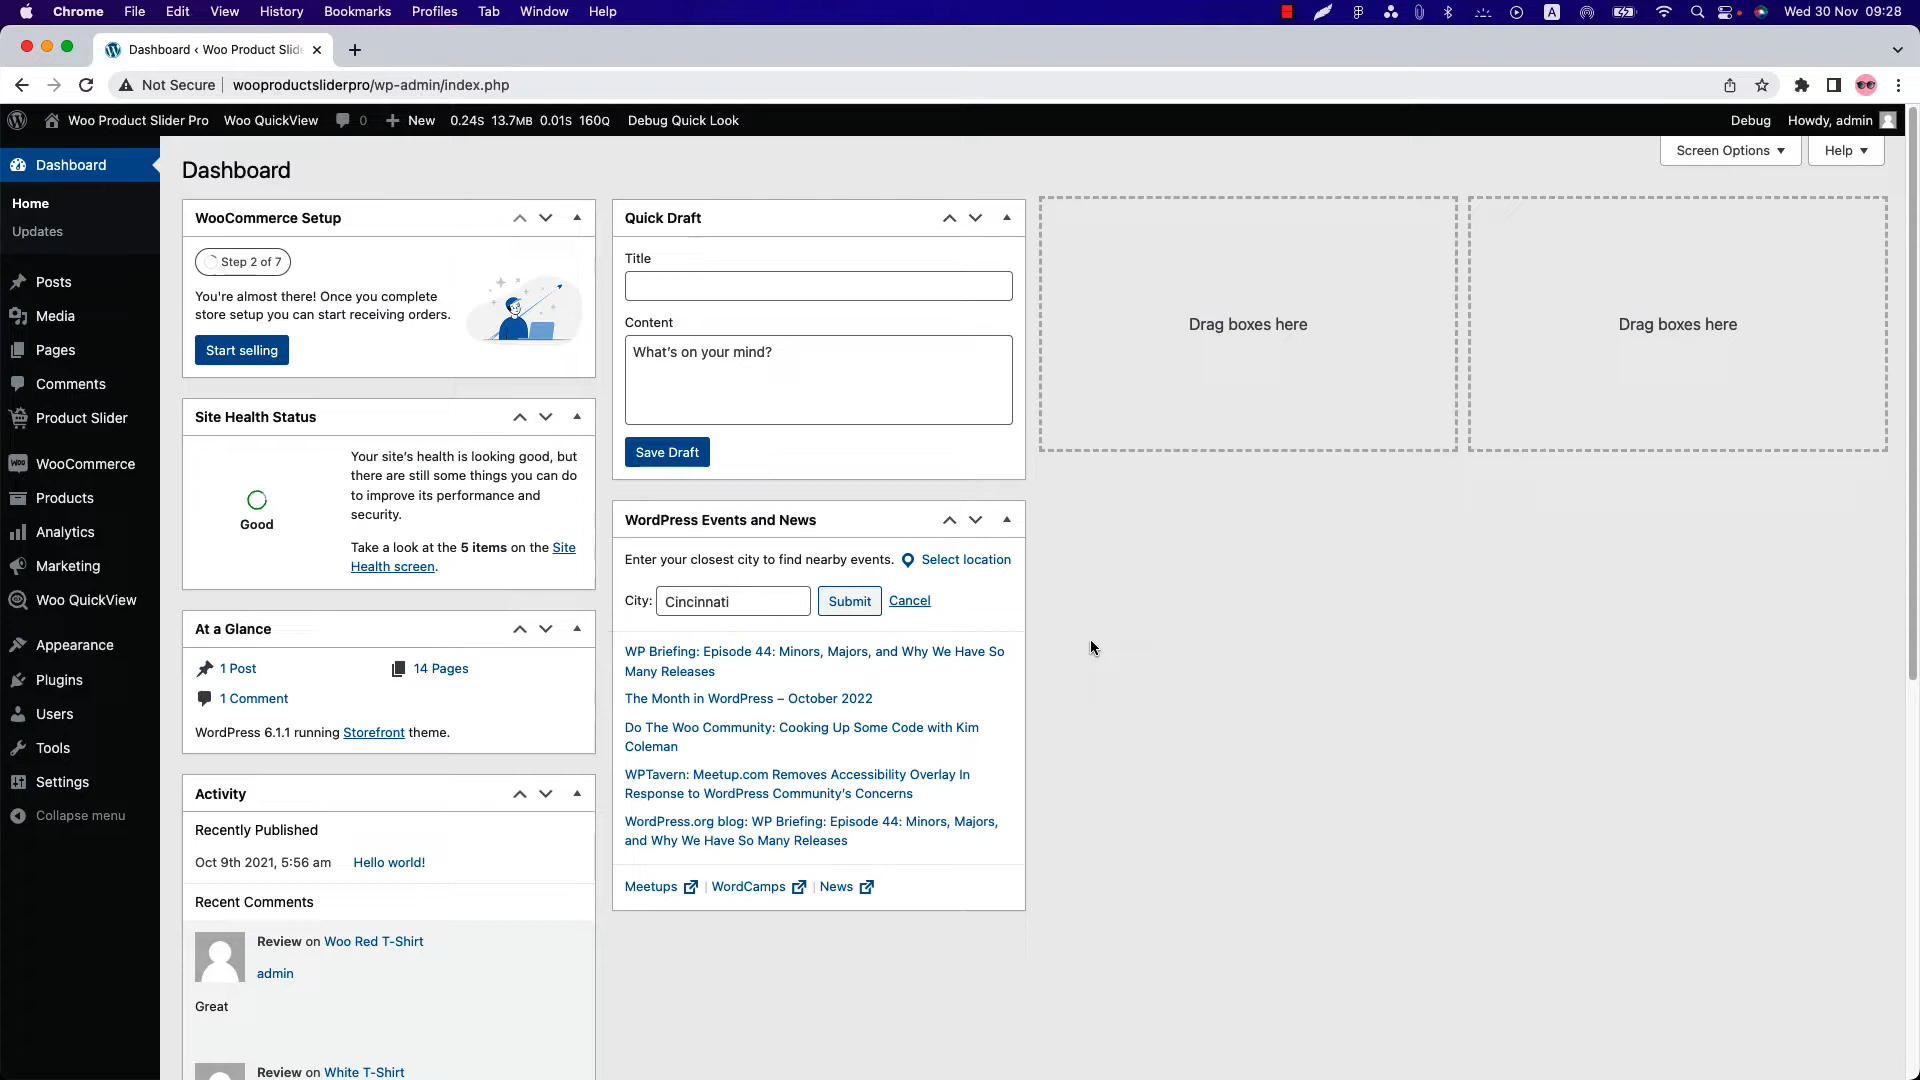 Chrome File Edit View History Bookmarks Profiles Tab Window Help A Wed 30 Nov 09:28
Dashboard ‹ Woo Product Slide
Not Secure wooproductsliderpro/wp-admin/index.php
Woo Product Slider Pro Woo QuickView 0 New 0.24S 13.7MB 0.01S 160Q Debug Quick Look Debug Howdy, admin
Dashboard
Home
Updates
Posts
Media
Pages
Comments
Product Slider
WooCommerce
Products
Analytics
Marketing
Woo QuickView
Appearance
Plugins
Users
Tools
Settings
Collapse menu
Screen Options Help
Dashboard
WooCommerce Setup
Step 2 of 7
You're almost there! Once you complete
store setup you can start receiving orders.
Start selling
Site Health Status
Good
Your site's health is looking good, but
there are still some things you can do
to improve its performance and
security.
Take a look at the 5 items on the Site
Health screen.
At a Glance
1 Post 14 Pages
1 Comment
WordPress 6.1.1 running Storefront theme.
Activity
Recently Published
Oct 9th 2021, 5:56 am Hello world!
Recent Comments
Review on Woo Red T-Shirt
admin
Great
Review on White T-Shirt
Quick Draft
Title
Content
What's on your mind?
Save Draft
WordPress Events and News
Enter your closest city to find nearby events. Select location
City: Cincinnati Submit Cancel
WP Briefing: Episode 44: Minors, Majors, and Why We Have So
Many Releases
The Month in WordPress – October 2022
Do The Woo Community: Cooking Up Some Code with Kim
Coleman
WPTavern: Meetup.com Removes Accessibility Overlay In
Response to WordPress Community's Concerns
WordPress.org blog: WP Briefing: Episode 44: Minors, Majors,
and Why We Have So Many Releases
Meetups | WordCamps | News
Drag boxes here
Drag boxes here